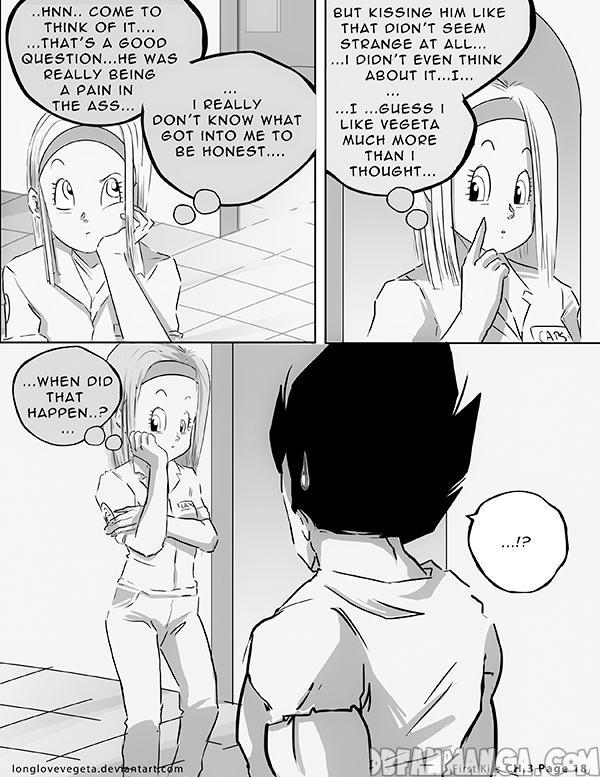 ..HNN.. COME TO
THINK OF IT....
...THAT'S A GOOD
QUESTION...HE WAS
REALLY BEING
A PAIN IN
THE ASS...
...
I REALLY
DON'T KNOW WHAT
GOT INTO ME TO
BE HONEST....
BUT KISSING HIM LIKE
THAT DIDN'T SEEM
STRANGE AT ALL...
...I DIDN'T EVEN THINK
ABOUT IT...I...
...
...I ...GUESS I
LIKE VEGETA
MUCH MORE
THAN I
THOUGHT...
CAPS
...WHEN DID
THAT
HAPPEN..?
...
...!?
longlovevegeta.deviantart.com
First Kiss CH.3 Page 18
DBFANMANGA.COM